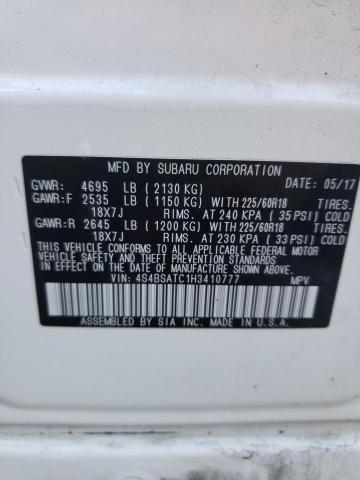 MFD BY SUBARU CORPORATION
GVWR: 4695 LB ( 2130 KG) DATE: 05/17
GAWR:F 2535 LB ( 1150 KG) WITH 225/60R18 TIRES.
18X7J RIMS. AT 240 KPA ( 35 PSI) COLD
GAWR:R 2645 LB ( 1200 KG) WITH 225/60R18 TIRES.
18X7J RIMS. AT 230 KPA ( 33 PSI) COLD
THIS VEHICLE CONFORMS TO ALL APPLICABLE FEDERAL MOTOR
VEHICLE SAFETY AND THEFT PREVENTION STANDARDS
IN EFFECT ON THE DATE OF MANUFACTURE SHOWN ABOVE.
VIN: 4S4BSATC1H3410777 MPV
ASSEMBLED BY SIA INC. MADE IN U.S.A.